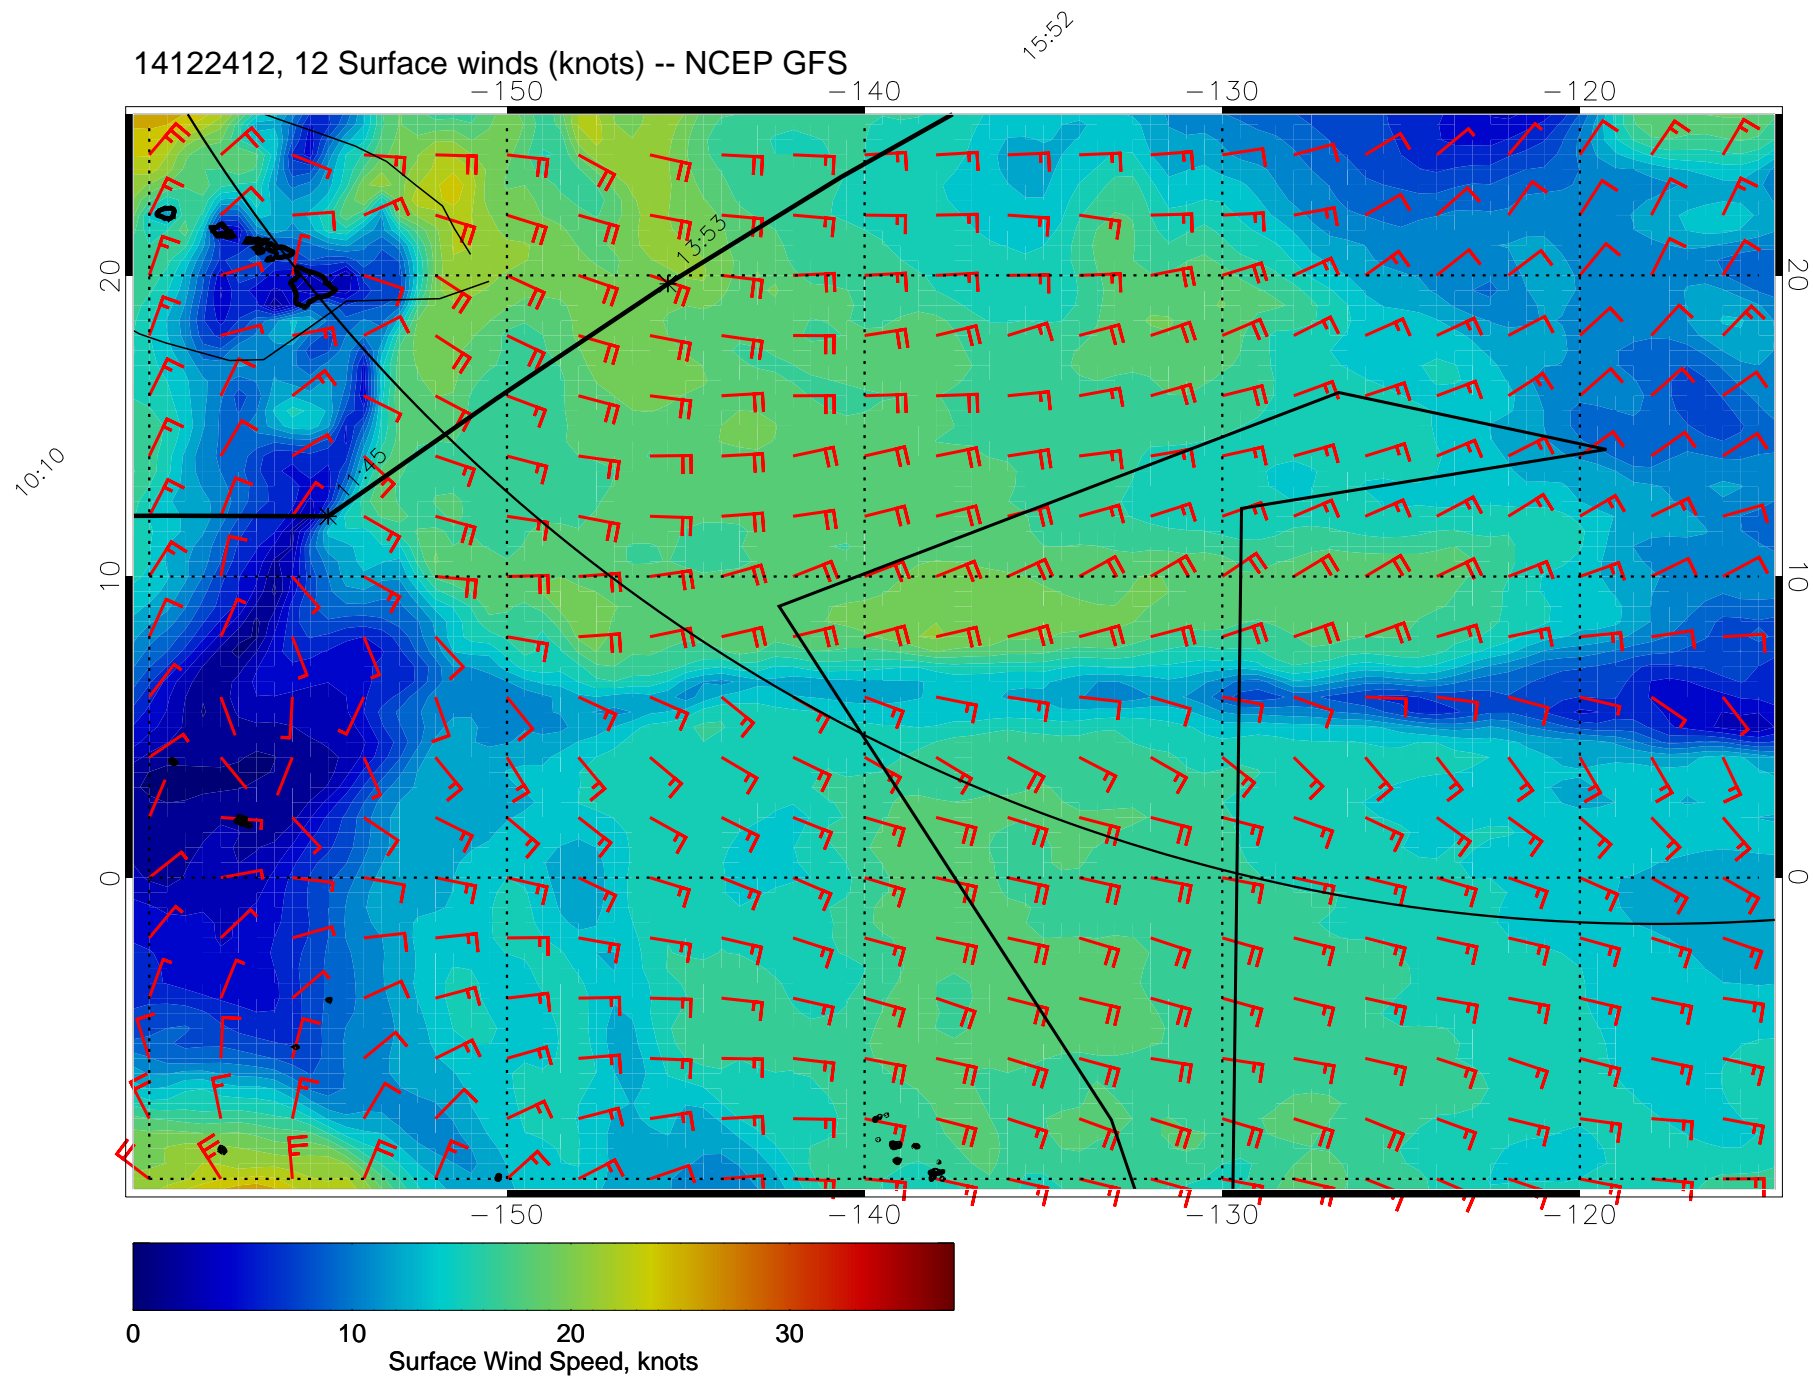 15:52
14122412, 12 Surface winds (knots) -- NCEP GFS
-150 -140 -130 -120
13:53
20 20
11:45
10:10
10 10
0 0
-150 -140 -130 -120
0 10 20 30
Surface Wind Speed, knots